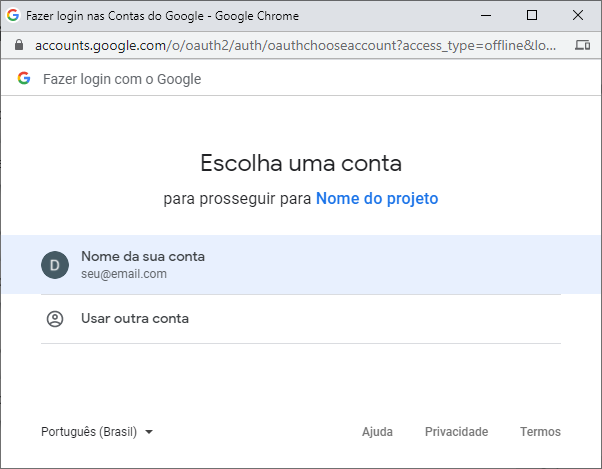 Fazer login nas Contas do Google - Google Chrome
accounts.google.com/o/oauth2/auth/oauthchooseaccount?access_type=offline&lo...
Fazer login com o Google
Escolha uma conta
para prosseguir para Nome do projeto
D
Nome da sua conta
seu@email.com
Usar outra conta
Português (Brasil) Ajuda Privacidade Termos